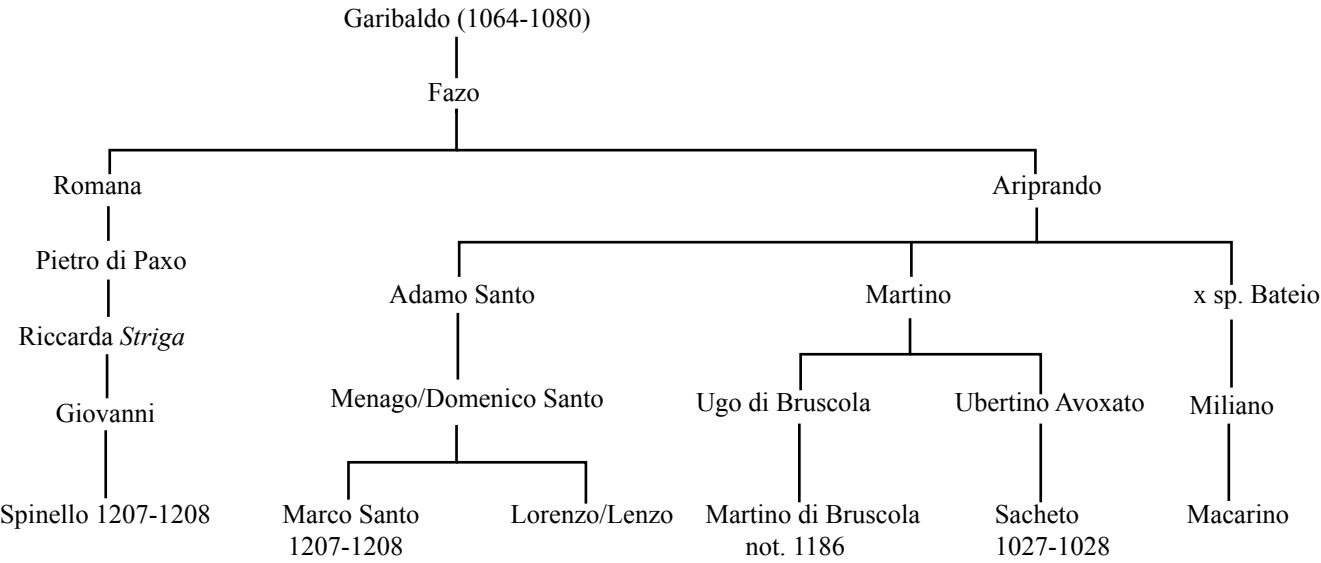 Garibaldo (1064-1080)
Fazo
Romana
Ariprando
Pietro di Paxo
Adamo Santo
Martino
x sp. Bateio
Riccarda Striga
Menago/Domenico Santo
Ugo di Bruscola
Ubertino Avoxato
Miliano
Giovanni
Spinello 1207-1208
Marco Santo
1207-1208
Lorenzo/Lenzo
Martino di Bruscola
not. 1186
Sacheto
1027-1028
Macarino